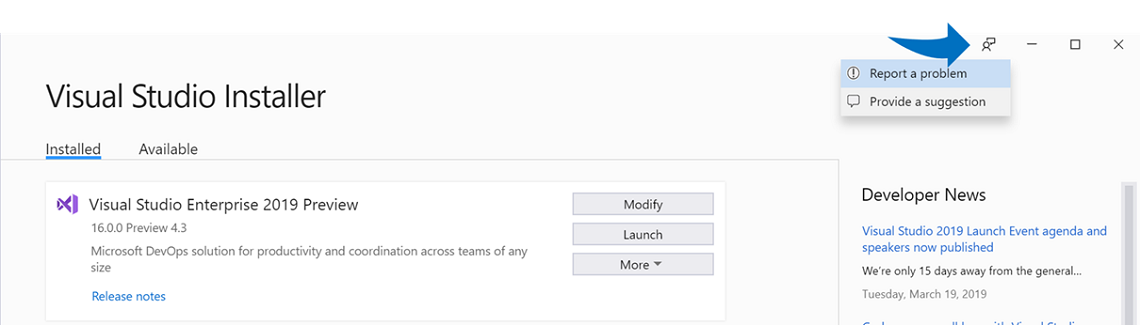 Report a problem
Provide a suggestion
Visual Studio Installer
Installed
Available
Visual Studio Enterprise 2019 Preview
16.0.0 Preview 4.3
Microsoft DevOps solution for productivity and coordination across teams of any
size
Release notes
Modify
Launch
More
Developer News
Visual Studio 2019 Launch Event agenda and
speakers now published
We're only 15 days away from the general...
Tuesday, March 19, 2019